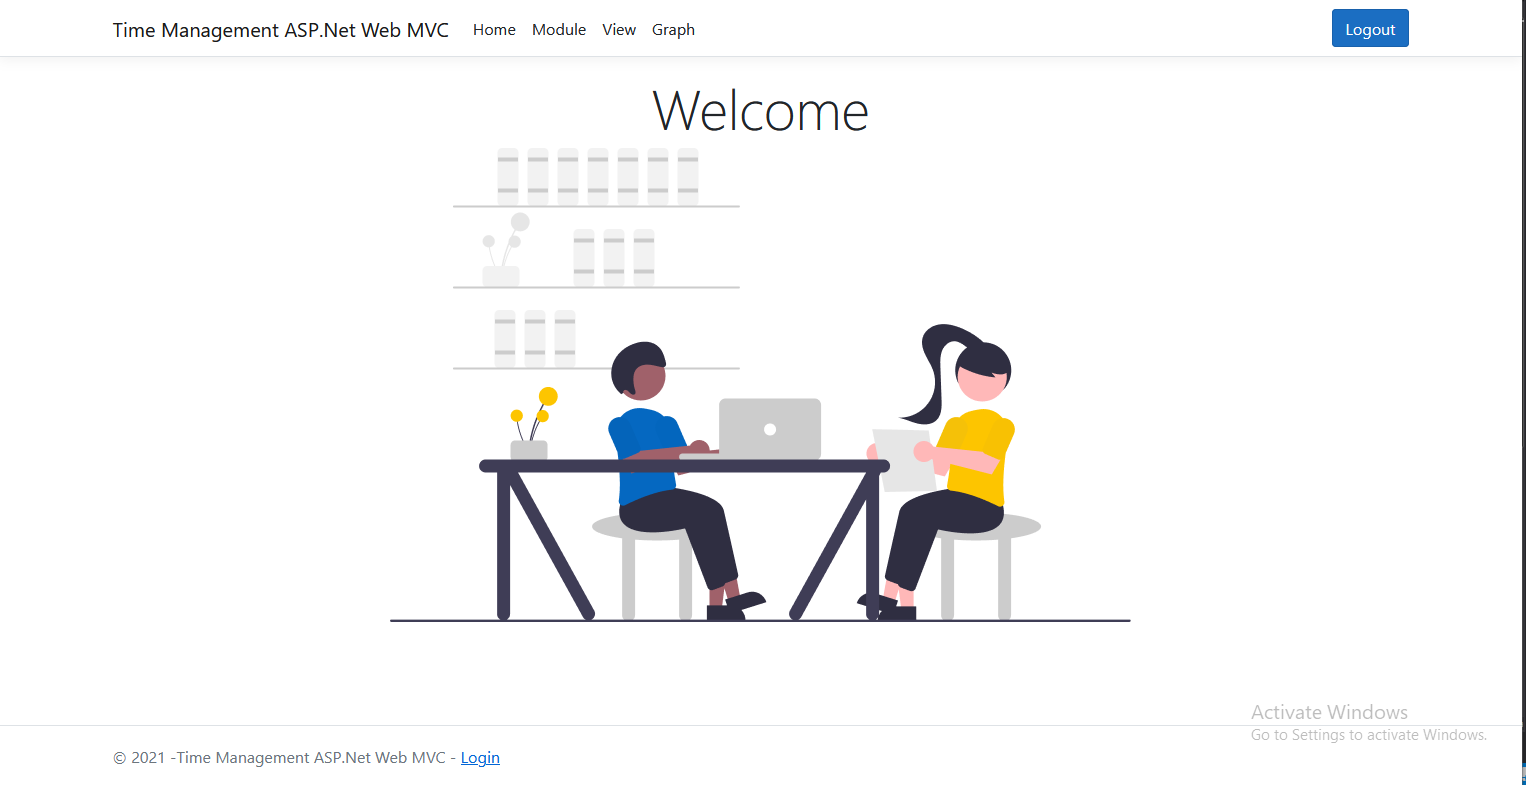 Time Management ASP.Net Web MVC Home Module View Graph Logout
Welcome
Activate Windows
Go to Settings to activate Windows.
© 2021 -Time Management ASP.Net Web MVC - Login